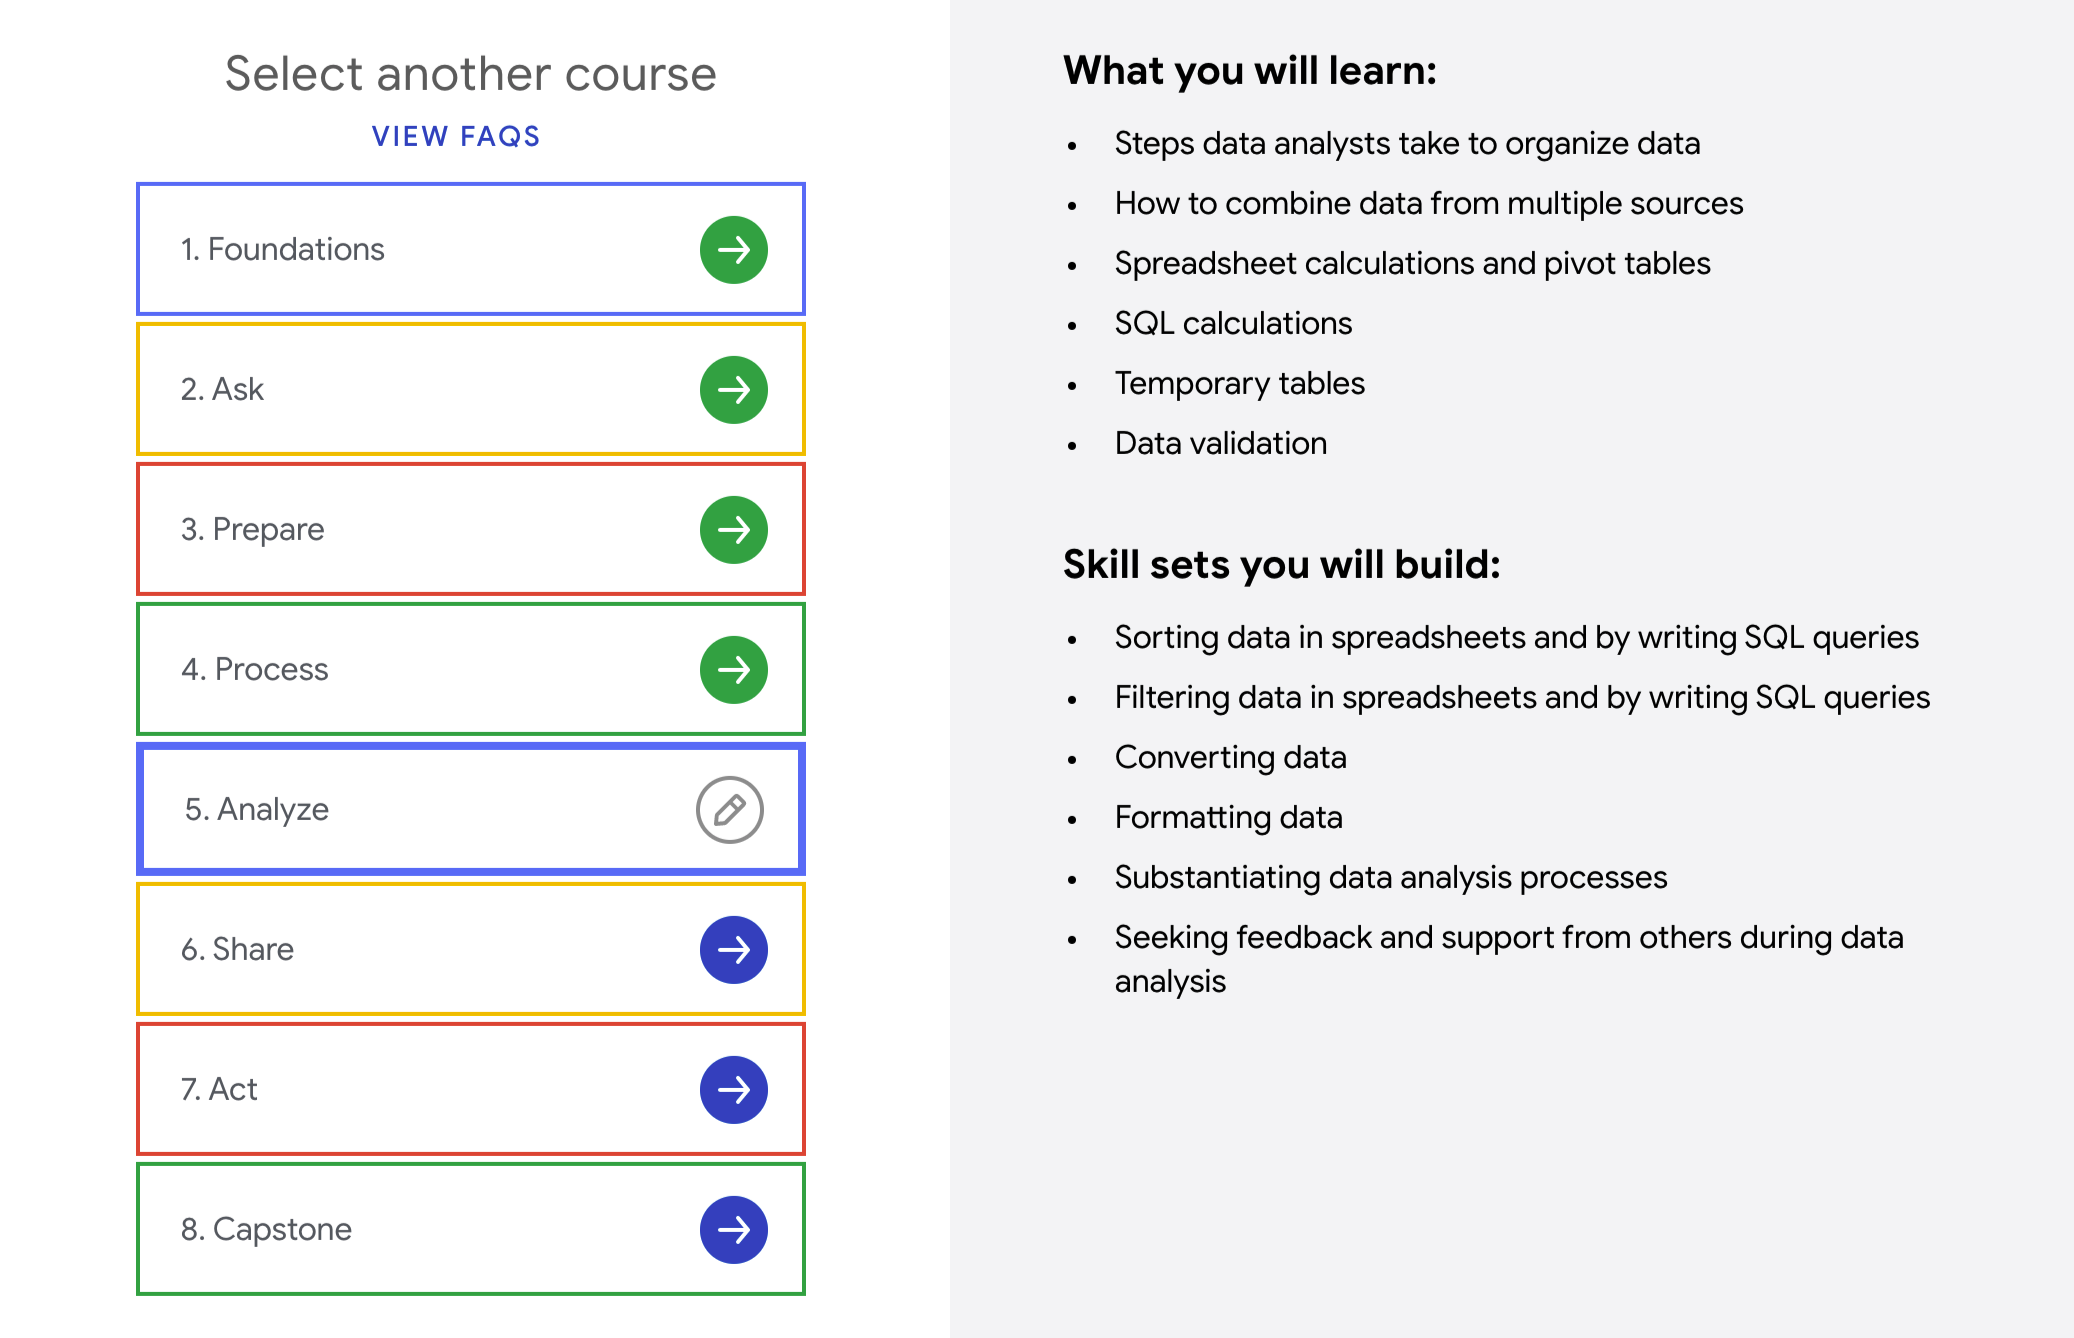 Select another course
VIEW FAQS
1. Foundations
2. Ask
3. Prepare
4. Process
5. Analyze
6. Share
7. Act
8. Capstone
What you will learn:
• Steps data analysts take to organize data
• How to combine data from multiple sources
• Spreadsheet calculations and pivot tables
• SQL calculations
• Temporary tables
• Data validation
Skill sets you will build:
• Sorting data in spreadsheets and by writing SQL queries
• Filtering data in spreadsheets and by writing SQL queries
• Converting data
• Formatting data
• Substantiating data analysis processes
• Seeking feedback and support from others during data
analysis